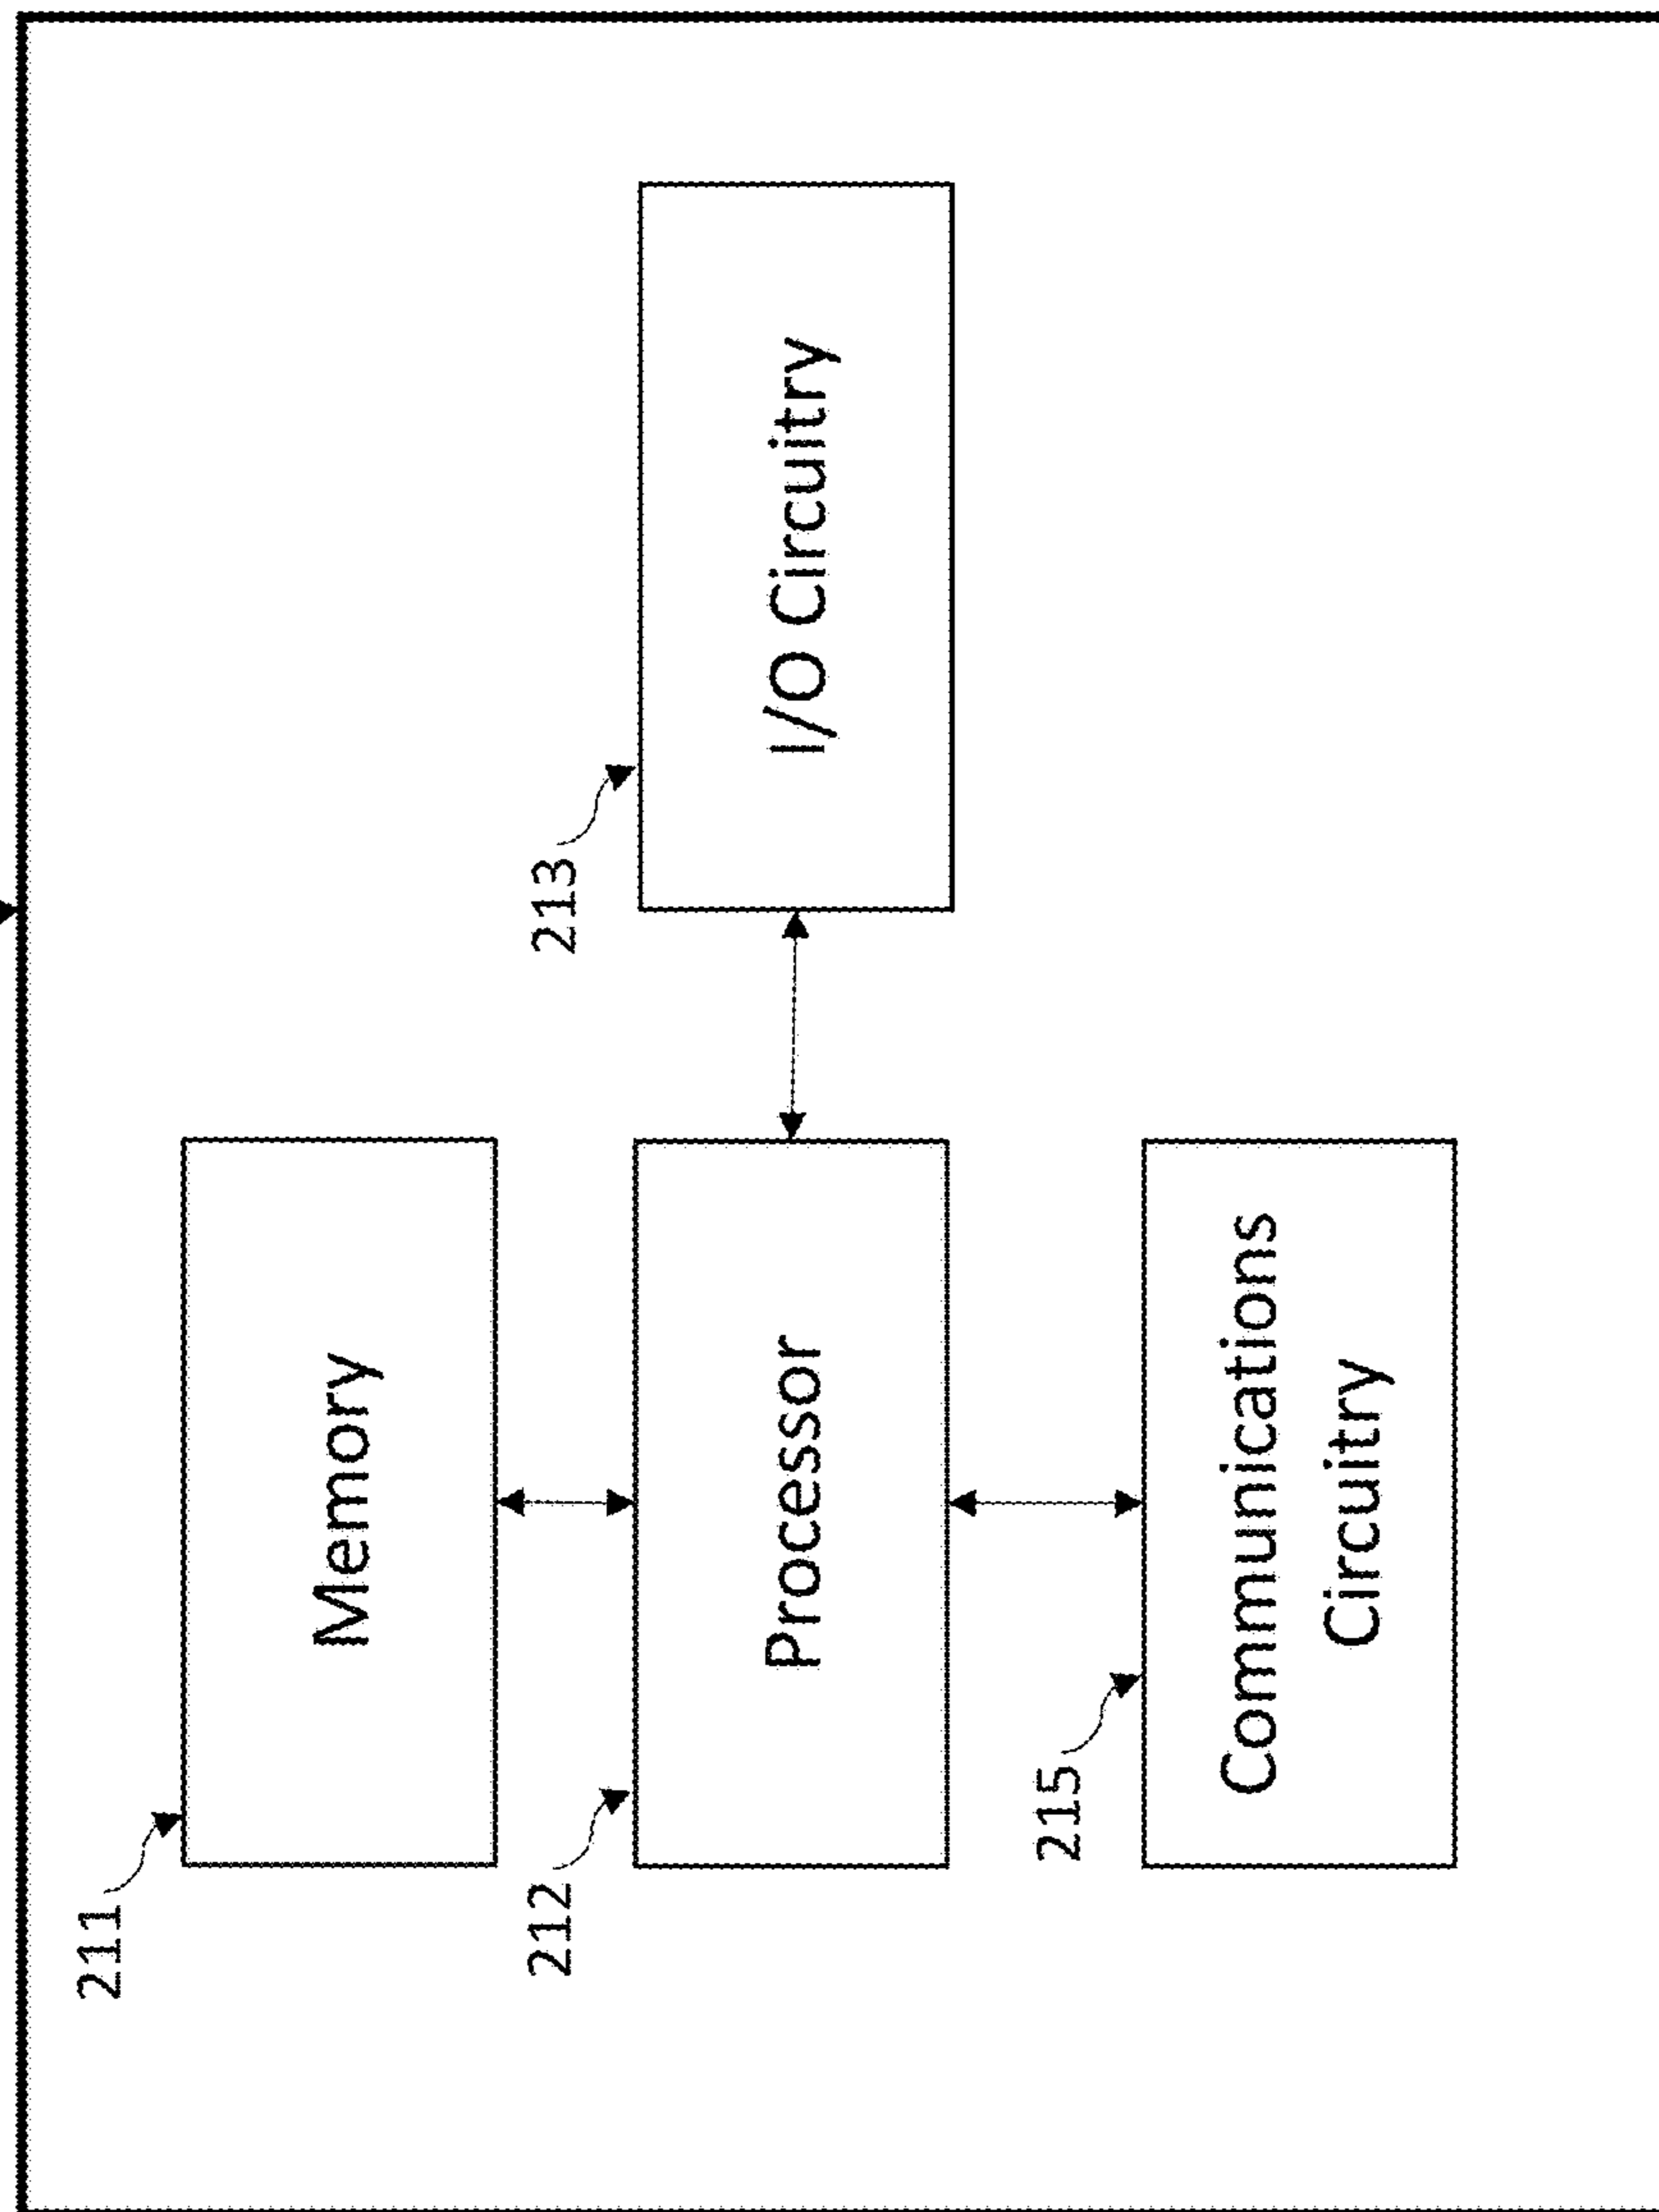 211
Memory
212
Processor
213
I/O Circuitry
215
Communications
Circuitry